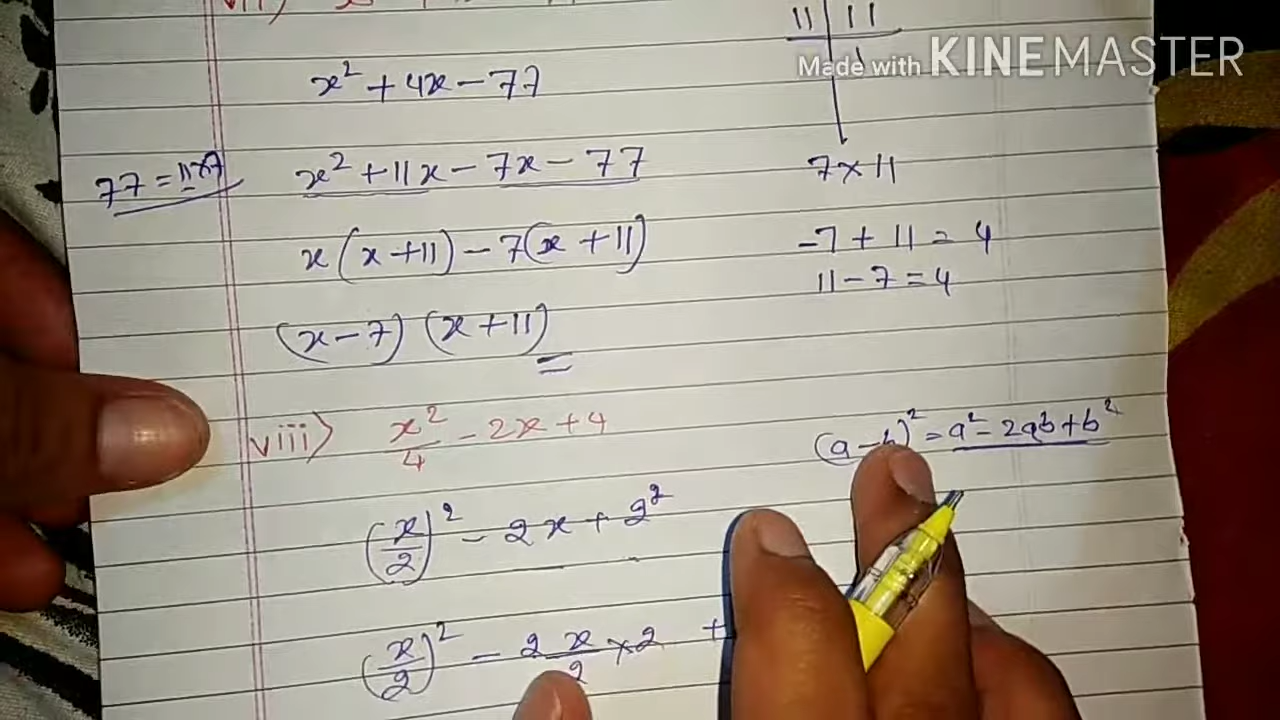 11 | 11
1
Made with KINEMASTER
x² + 4x - 77
77 = 11x7
x² + 11x - 7x - 77
7 x 11
x(x + 11) - 7(x + 11)
-7 + 11 = 4
11 - 7 = 4
(x - 7) (x + 11)
viii) x²/4 - 2x + 4
(a - b)² = a² - 2ab + b²
(x/2)² - 2x + 2²
(x/2)² - 2 x/2 × 2 +